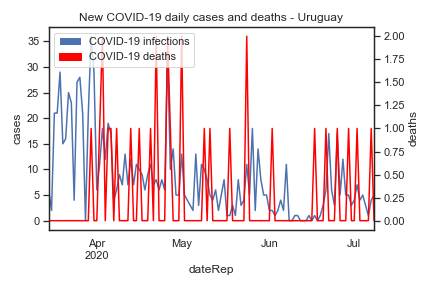 New COVID-19 daily cases and deaths - Uruguay
COVID-19 infections
COVID-19 deaths
cases
35
30
25
20
15
10
5
0
deaths
2.00
1.75
1.50
1.25
1.00
0.75
0.50
0.25
0.00
Apr
2020
May
Jun
Jul
dateRep